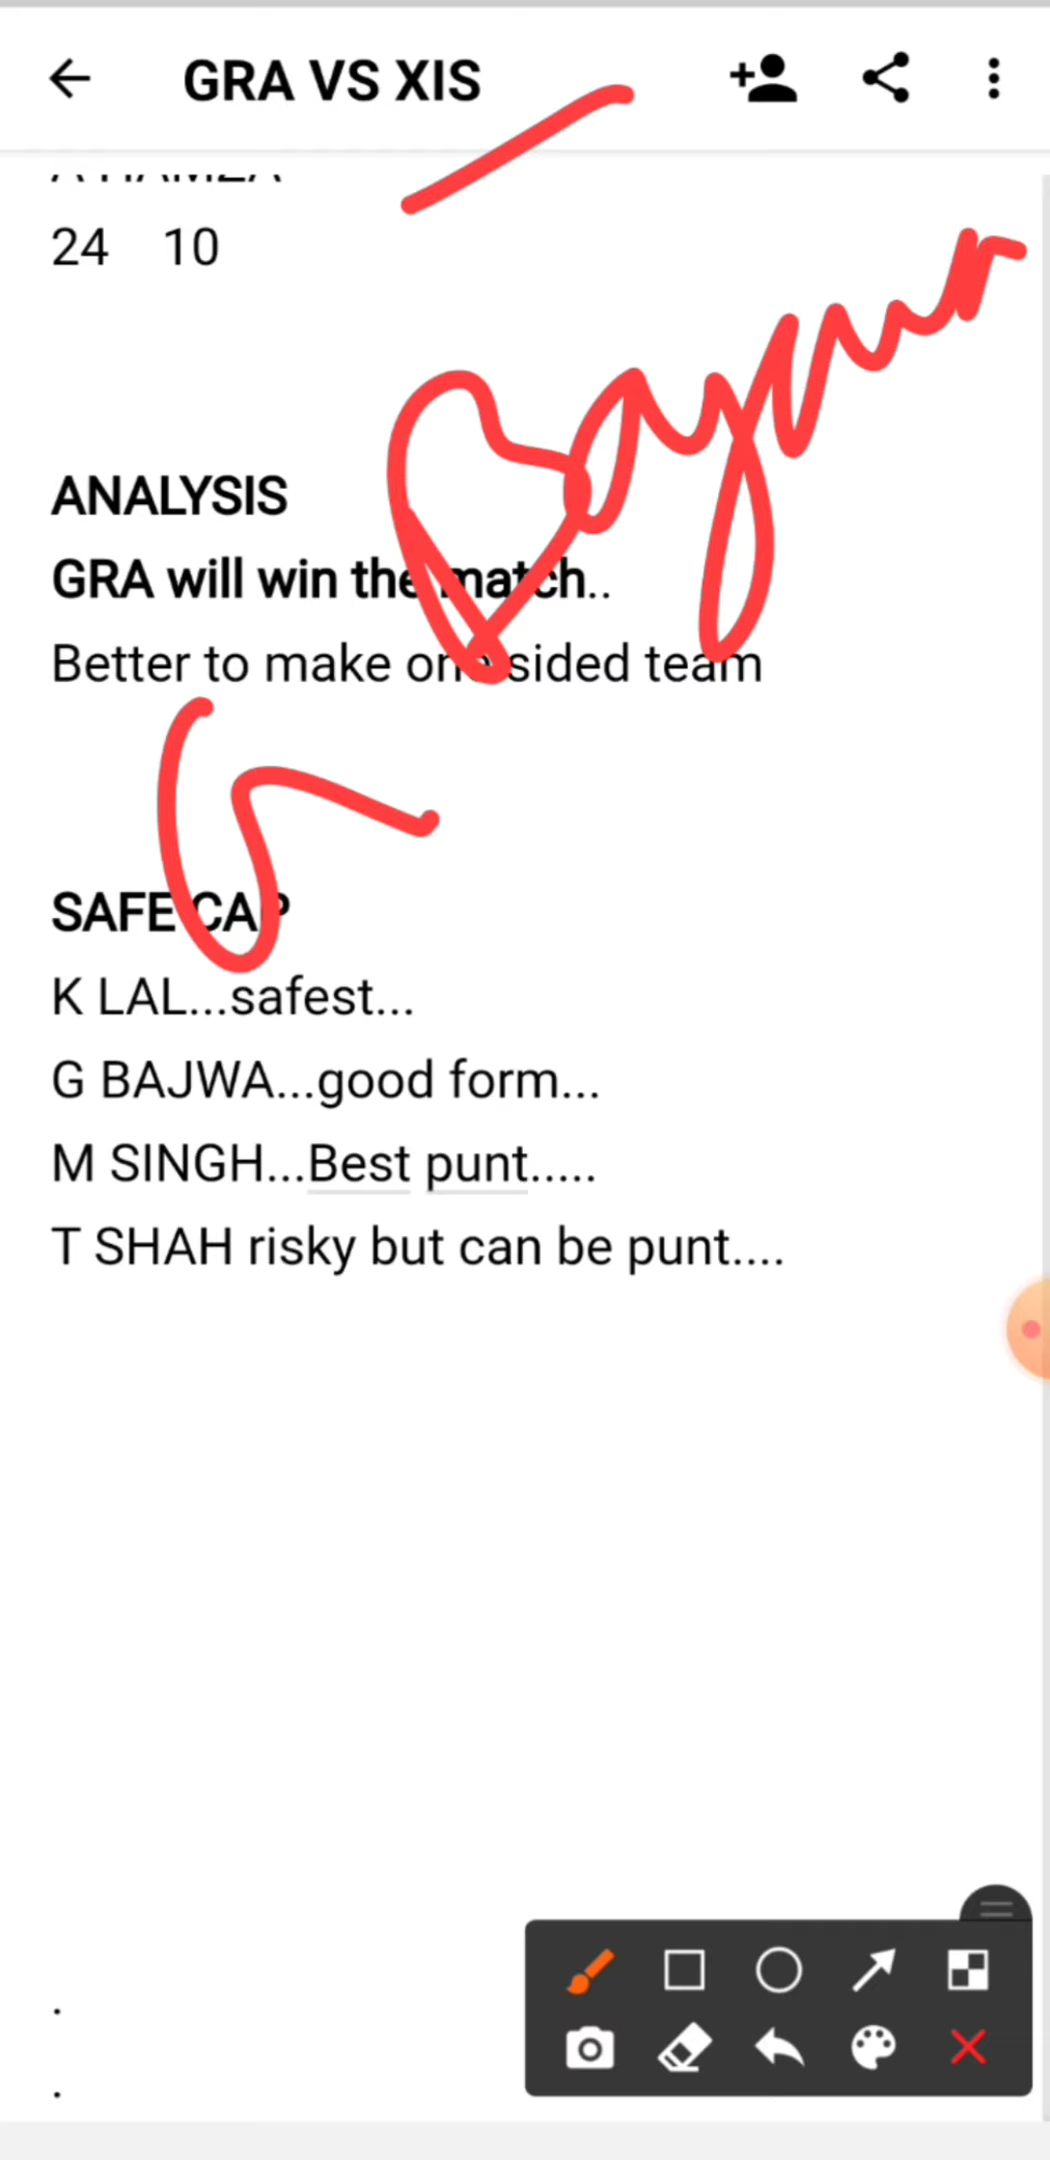 GRA VS XIS
24 10
ANALYSIS
GRA will win the match..
Better to make one sided team
SAFE CAP
K LAL...safest...
G BAJWA...good form...
M SINGH...Best punt.....
T SHAH risky but can be punt....
.
.